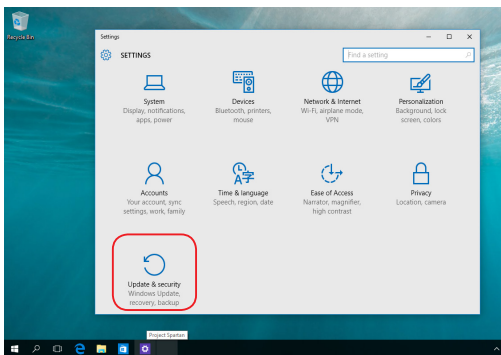 Recycle Bin
Settings
SETTINGS
Find a setting
System
Display, notifications,
apps, power
Devices
Bluetooth, printers,
mouse
Network & Internet
Wi-Fi, airplane mode,
VPN
Personalization
Background, lock
screen, colors
Accounts
Your account, sync
settings, work, family
Time & language
Speech, region, date
Ease of Access
Narrator, magnifier,
high contrast
Privacy
Location, camera
Update & security
Windows Update,
recovery, backup
Project Spartan